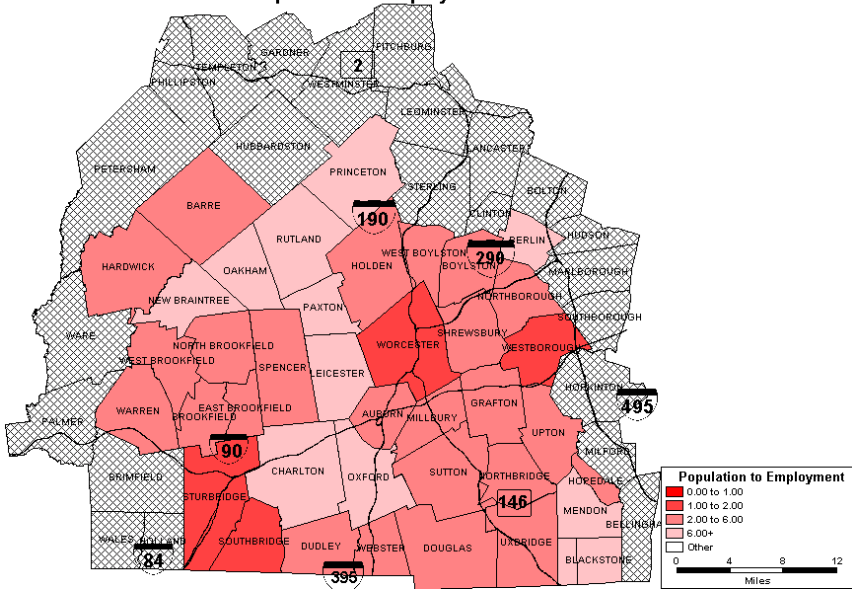 FITCHBURG
GARDNER
2
TEMPLETON
PHILLIPSTON
WESTMINSTER
LEOMINSTER
HUBBARDSTON
LANCASTER
PETERSHAM
PRINCETON
STERLING
BOLTON
BARRE
190
CLINTON
RUTLAND
BERLIN
HUDSON
WEST BOYLSTON
290
HOLDEN
BOYLSTON
HARDWICK
OAKHAM
MARLBOROUGH
NEW BRAINTREE
PAXTON
NORTHBOROUGH
SOUTHBOROUGH
WARE
SHREWSBURY
NORTH BROOKFIELD
WORCESTER
WESTBOROUGH
WEST BROOKFIELD
SPENCER
LEICESTER
HOPKINTON
495
WARREN
EAST BROOKFIELD
GRAFTON
BROOKFIELD
AUBURN
MILLBURY
PALMER
UPTON
90
MILFORD
BRIMFIELD
CHARLTON
OXFORD
SUTTON
NORTHBRIDGE
HOPEDALE
STURBRIDGE
146
MENDON
BELLINGHAM
WALES
HOLLAND
SOUTHBRIDGE
DUDLEY
WEBSTER
DOUGLAS
UXBRIDGE
BLACKSTONE
84
395
Population to Employment
0.00 to 1.00
1.00 to 2.00
2.00 to 6.00
6.00+
Other
0 4 8 12
Miles